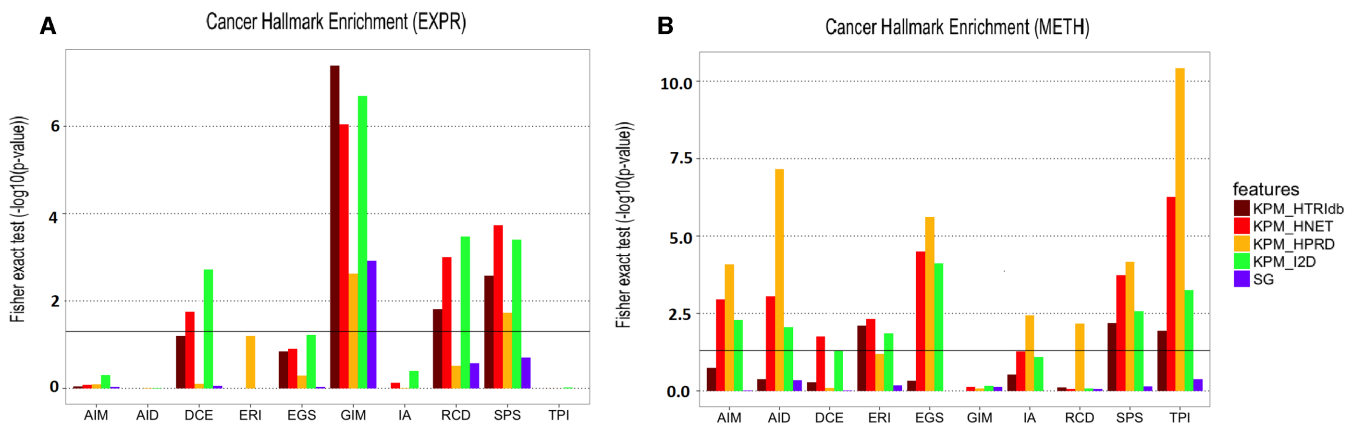 A
Cancer Hallmark Enrichment (EXPR)
Fisher exact test (-log10(p-value))
6
4
2
0
AIM AID DCE ERI EGS GIM IA RCD SPS TPI
B
Cancer Hallmark Enrichment (METH)
Fisher exact test (-log10(p-value))
10.0
7.5
5.0
2.5
0.0
AIM AID DCE ERI EGS GIM IA RCD SPS TPI
features
KPM_HTRIdb
KPM_HNET
KPM_HPRD
KPM_I2D
SG